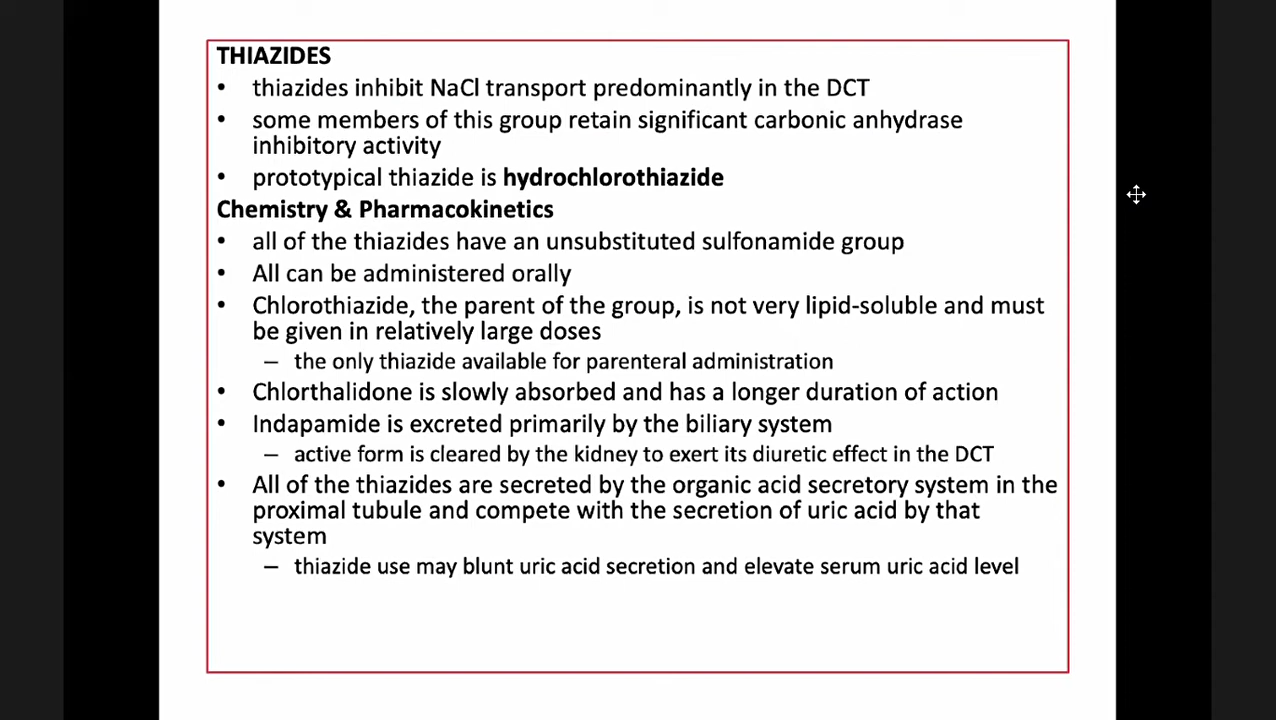 THIAZIDES
• thiazides inhibit NaCl transport predominantly in the DCT
• some members of this group retain significant carbonic anhydrase
inhibitory activity
• prototypical thiazide is hydrochlorothiazide
Chemistry & Pharmacokinetics
• all of the thiazides have an unsubstituted sulfonamide group
• All can be administered orally
• Chlorothiazide, the parent of the group, is not very lipid-soluble and must
be given in relatively large doses
– the only thiazide available for parenteral administration
• Chlorthalidone is slowly absorbed and has a longer duration of action
• Indapamide is excreted primarily by the biliary system
– active form is cleared by the kidney to exert its diuretic effect in the DCT
• All of the thiazides are secreted by the organic acid secretory system in the
proximal tubule and compete with the secretion of uric acid by that
system
– thiazide use may blunt uric acid secretion and elevate serum uric acid level